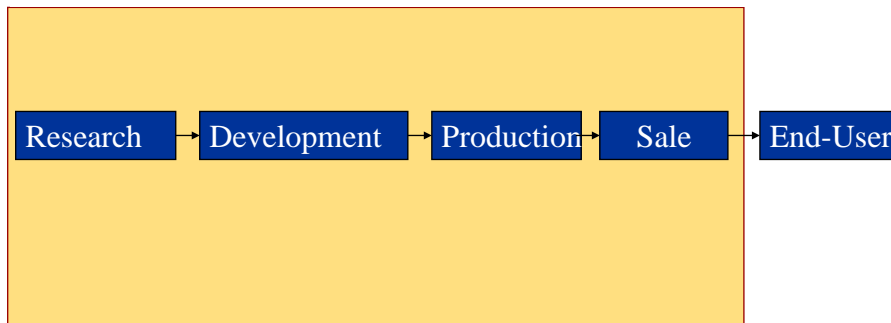 Research
Development
Production
Sale
End-User